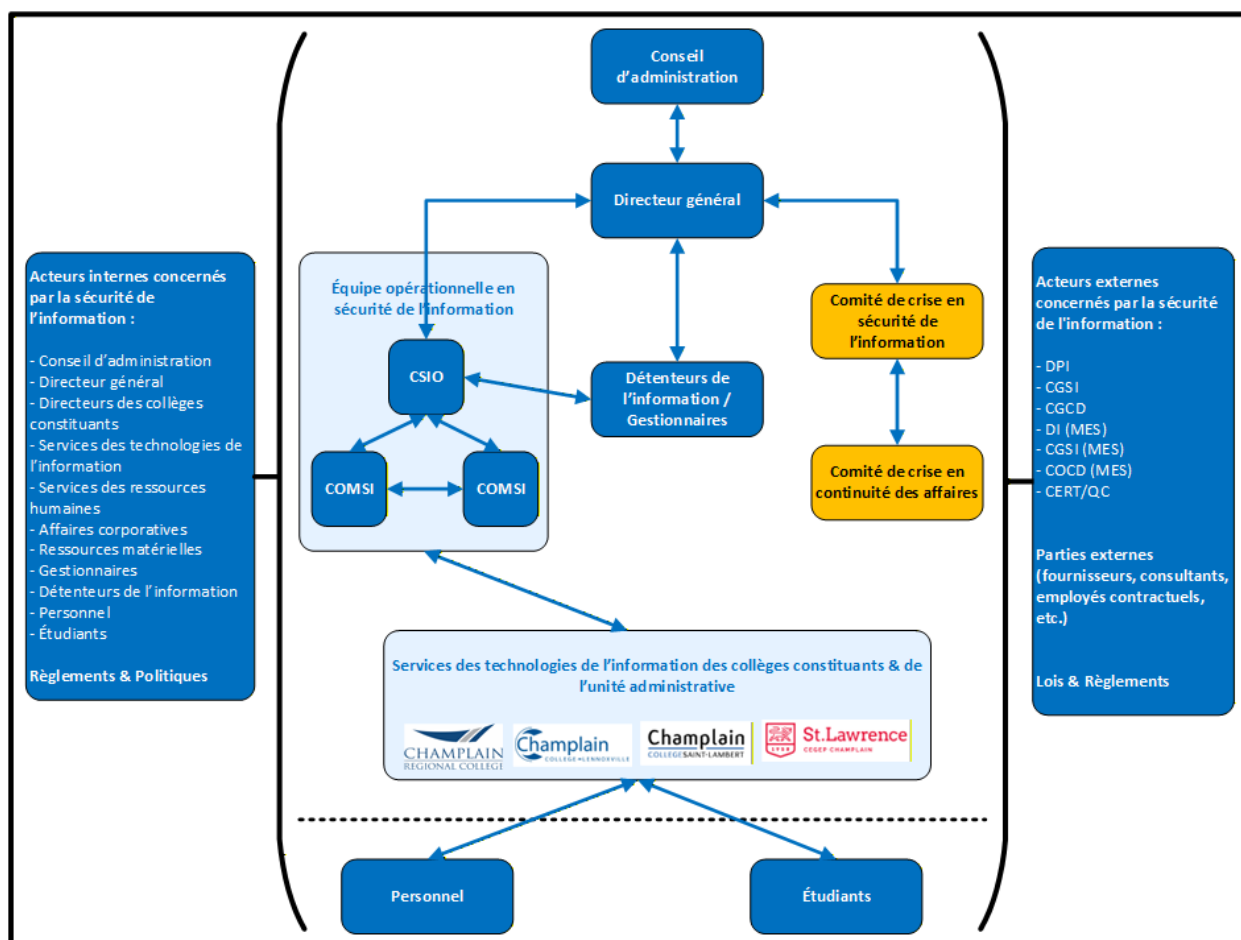 Conseil
d'administration
Directeur général
Acteurs internes concernés
par la sécurité de
l'information :
- Conseil d'administration
- Directeur général
- Directeurs des collèges
constituants
- Services des technologies de
l'information
- Services des ressources
humaines
- Affaires corporatives
- Ressources matérielles
- Gestionnaires
- Détenteurs de l'information
- Personnel
- Étudiants
Règlements & Politiques
Équipe opérationnelle en
sécurité de l'information
CSIO
COMSI
COMSI
Détenteurs de
l'information /
Gestionnaires
Comité de crise en
sécurité de
l'information
Comité de crise en
continuité des affaires
Acteurs externes
concernés par la sécurité
de l'information :
- DPI
- CGSI
- CGCD
- DI (MES)
- CGSI (MES)
- COCD (MES)
- CERT/QC
Parties externes
(fournisseurs, consultants,
employés contractuels,
etc.)
Lois & Règlements
Services des technologies de l'information des collèges constituants & de
l'unité administrative
CHAMPLAIN
REGIONAL COLLEGE
Champlain
COLLEGE-LENNOXVILLE
Champlain
COLLEGE SAINT-LAMBERT
St.Lawrence
CEGEP CHAMPLAIN
1958
Personnel
Étudiants